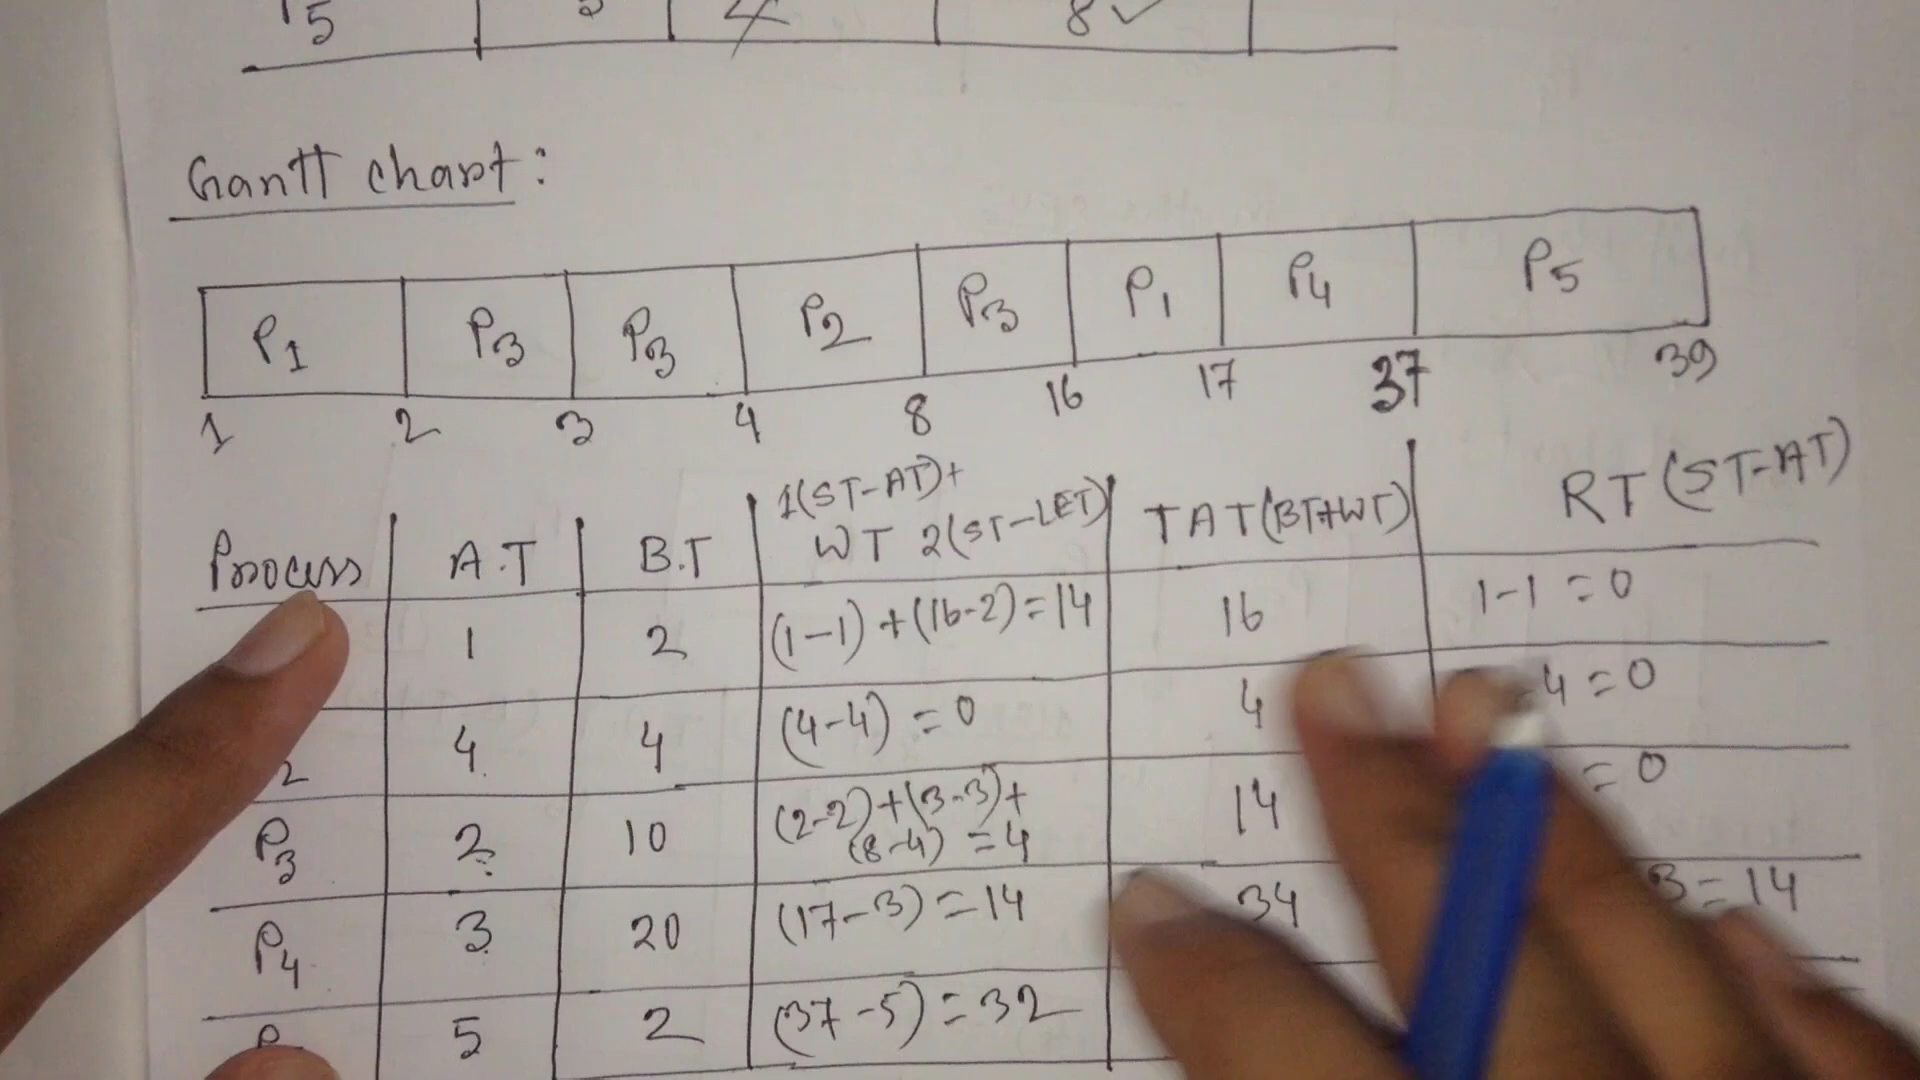 P5 8 ✓
Gantt chart:
P1 P3 P3 P2 P3 P1 P4 P5
1 2 3 4 8 16 17 37 39
Process A.T B.T 1(ST-AT)+ WT 2(ST-LET) TAT(BT+WT) RT(ST-AT)
1 2 (1-1)+(16-2)=14 16 1-1=0
2 4 4 (4-4)=0 4 -4=0
P3 2 10 (2-2)+(3-3)+ (8-4)=4 14 =0
P4 3 20 (17-3)=14 34 3=14
P 5 2 (37-5)=32